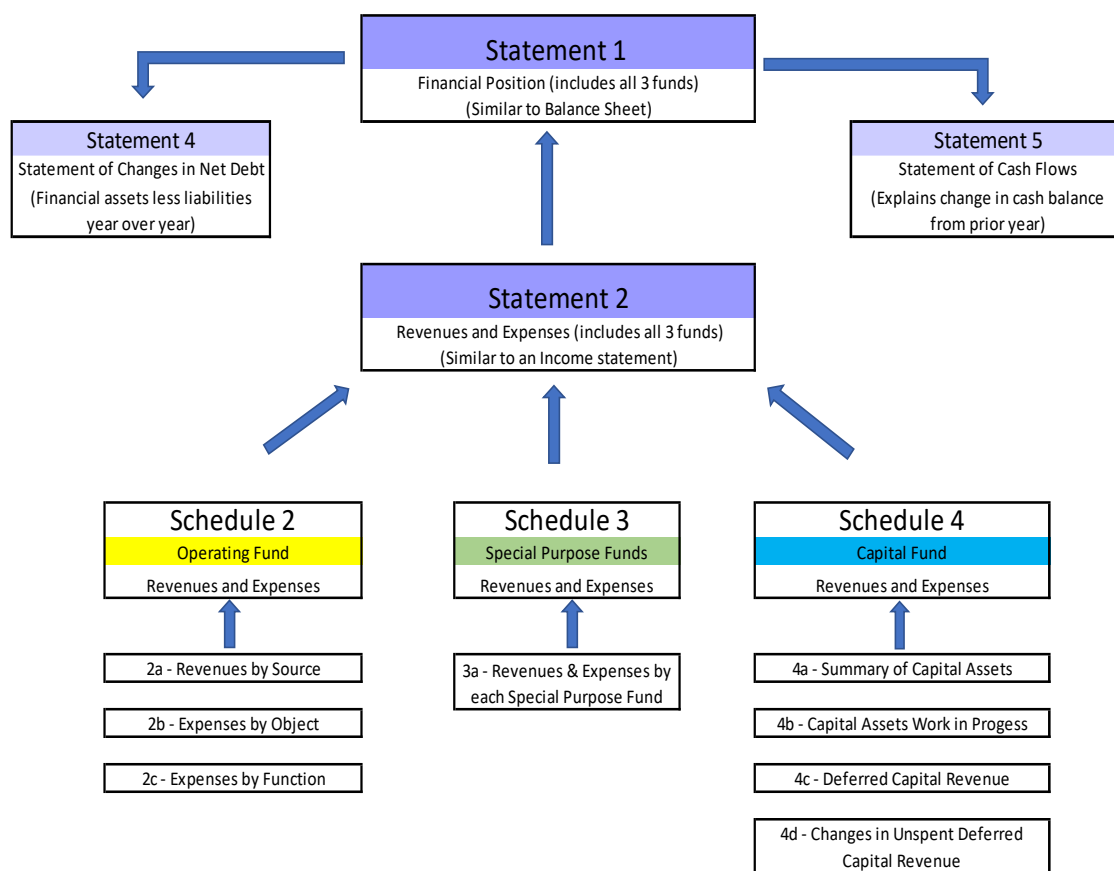 Statement 1
Financial Position (includes all 3 funds)
(Similar to Balance Sheet)
Statement 4
Statement of Changes in Net Debt
(Financial assets less liabilities
year over year)
Statement 5
Statement of Cash Flows
(Explains change in cash balance
from prior year)
Statement 2
Revenues and Expenses (includes all 3 funds)
(Similar to an Income statement)
Schedule 2
Operating Fund
Revenues and Expenses
Schedule 3
Special Purpose Funds
Revenues and Expenses
Schedule 4
Capital Fund
Revenues and Expenses
2a - Revenues by Source
2b - Expenses by Object
2c - Expenses by Function
3a - Revenues & Expenses by
each Special Purpose Fund
4a - Summary of Capital Assets
4b - Capital Assets Work in Progess
4c - Deferred Capital Revenue
4d - Changes in Unspent Deferred
Capital Revenue